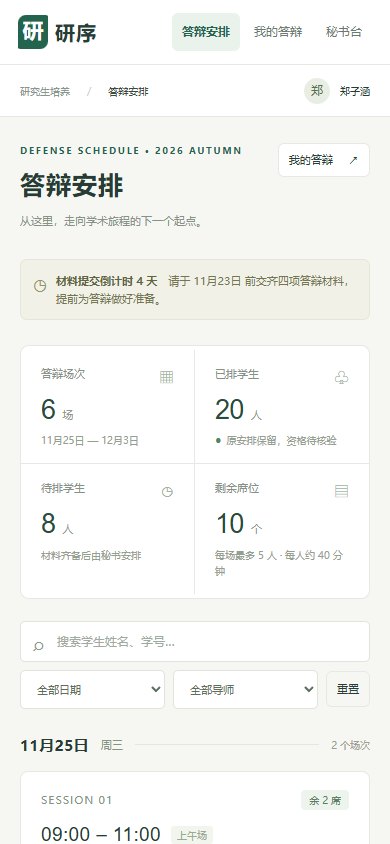 研 研序 答辩安排 我的答辩 秘书台
研究生培养 / 答辩安排 郑 郑子涵
DEFENSE SCHEDULE • 2026 AUTUMN
我的答辩 ↗
答辩安排
从这里，走向学术旅程的下一个起点。
材料提交倒计时 4 天 请于 11月23日 前交齐四项答辩材料，
提前为答辩做好准备。
答辩场次
6 场
11月25日 — 12月3日
已排学生
20 人
原安排保留，资格待核验
待排学生
8 人
材料齐备后由秘书安排
剩余席位
10 个
每场最多 5 人 · 每人约 40 分
钟
搜索学生姓名、学号...
全部日期 全部导师 重置
11月25日 周三 2 个场次
SESSION 01 余 2 席
09:00 – 11:00 上午场